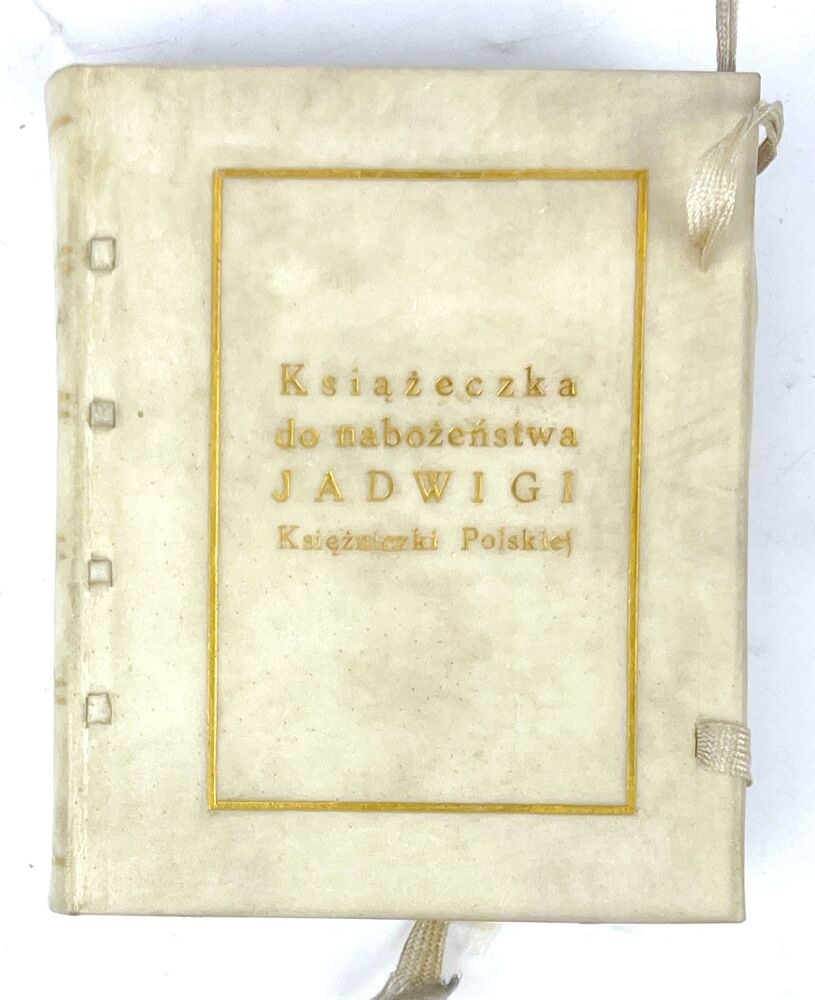 Książeczka
do nabożeństwa
JADWIGI
Księżniczki Polskiej